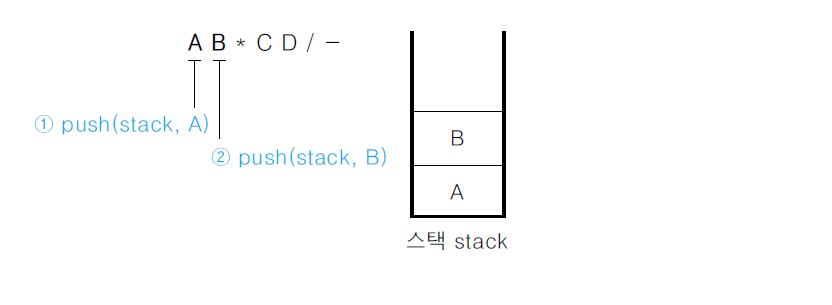 A B * C D / −
① push(stack, A)
② push(stack, B)
B
A
스택 stack